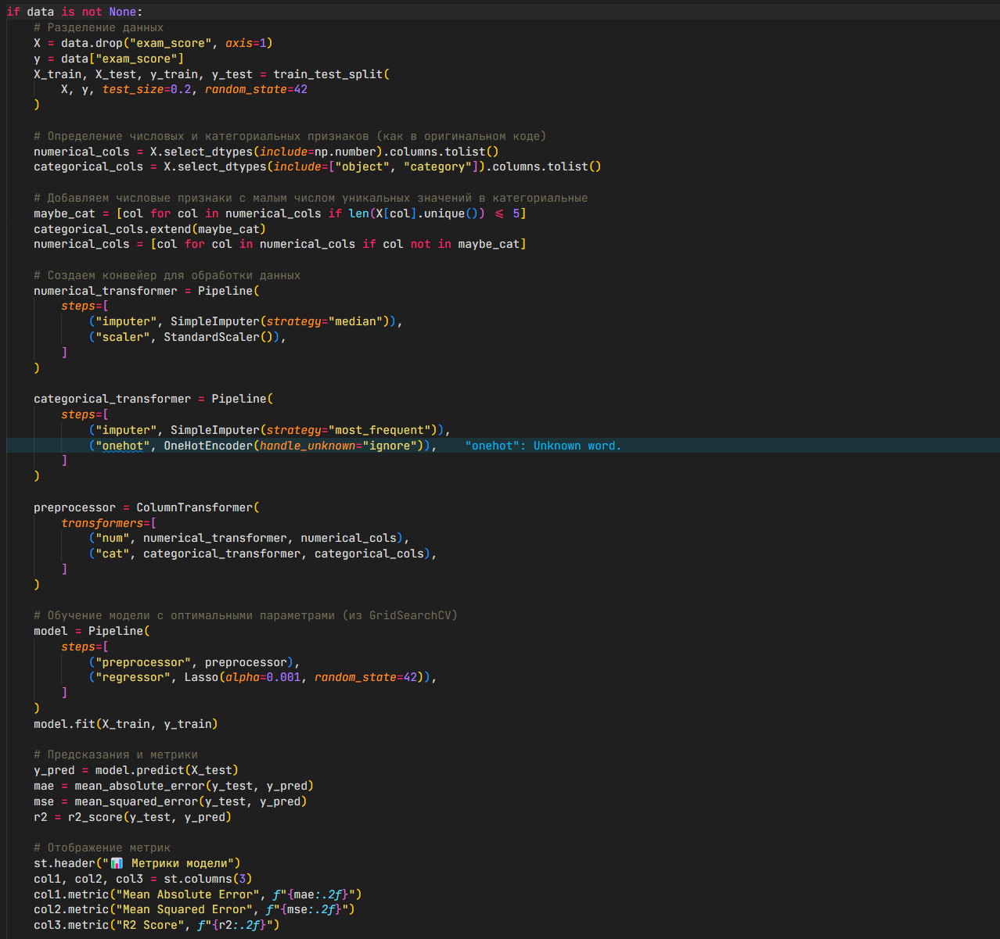 if data is not None:
    # Разделение данных
    X = data.drop("exam_score", axis=1)
    y = data["exam_score"]
    X_train, X_test, y_train, y_test = train_test_split(
        X, y, test_size=0.2, random_state=42
    )

    # Определение числовых и категориальных признаков (как в оригинальном коде)
    numerical_cols = X.select_dtypes(include=np.number).columns.tolist()
    categorical_cols = X.select_dtypes(include=["object", "category"]).columns.tolist()

    # Добавляем числовые признаки с малым числом уникальных значений в категориальные
    maybe_cat = [col for col in numerical_cols if len(X[col].unique()) <= 5]
    categorical_cols.extend(maybe_cat)
    numerical_cols = [col for col in numerical_cols if col not in maybe_cat]

    # Создаем конвейер для обработки данных
    numerical_transformer = Pipeline(
        steps=[
            ("imputer", SimpleImputer(strategy="median")),
            ("scaler", StandardScaler()),
        ]
    )

    categorical_transformer = Pipeline(
        steps=[
            ("imputer", SimpleImputer(strategy="most_frequent")),
            ("onehot", OneHotEncoder(handle_unknown="ignore")),    "onehot": Unknown word.
        ]
    )

    preprocessor = ColumnTransformer(
        transformers=[
            ("num", numerical_transformer, numerical_cols),
            ("cat", categorical_transformer, categorical_cols),
        ]
    )

    # Обучение модели с оптимальными параметрами (из GridSearchCV)
    model = Pipeline(
        steps=[
            ("preprocessor", preprocessor),
            ("regressor", Lasso(alpha=0.001, random_state=42)),
        ]
    )
    model.fit(X_train, y_train)

    # Предсказания и метрики
    y_pred = model.predict(X_test)
    mae = mean_absolute_error(y_test, y_pred)
    mse = mean_squared_error(y_test, y_pred)
    r2 = r2_score(y_test, y_pred)

    # Отображение метрик
    st.header("📊 Метрики модели")
    col1, col2, col3 = st.columns(3)
    col1.metric("Mean Absolute Error", f"{mae:.2f}")
    col2.metric("Mean Squared Error", f"{mse:.2f}")
    col3.metric("R2 Score", f"{r2:.2f}")